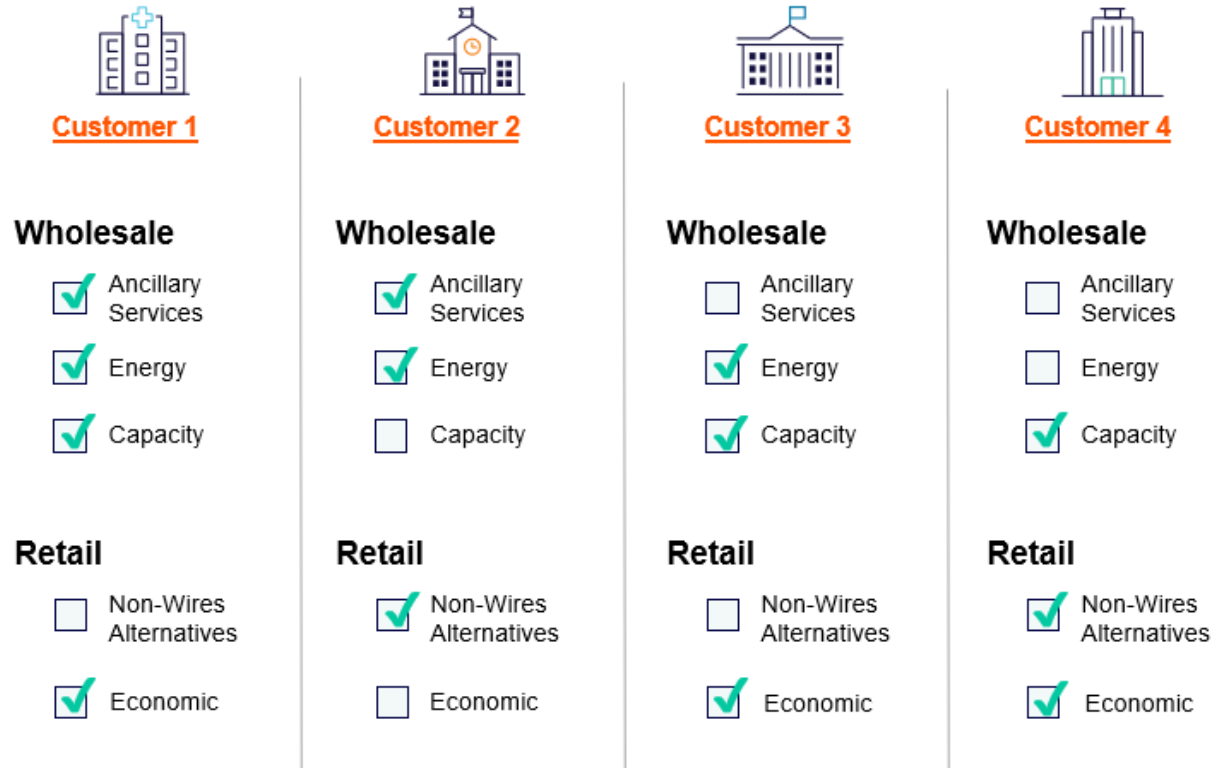 Customer 1
Wholesale
Ancillary
Services
Energy
Capacity
Retail
Non-Wires
Alternatives
Economic
Customer 2
Wholesale
Ancillary
Services
Energy
Capacity
Retail
Non-Wires
Alternatives
Economic
Customer 3
Wholesale
Ancillary
Services
Energy
Capacity
Retail
Non-Wires
Alternatives
Economic
Customer 4
Wholesale
Ancillary
Services
Energy
Capacity
Retail
Non-Wires
Alternatives
Economic